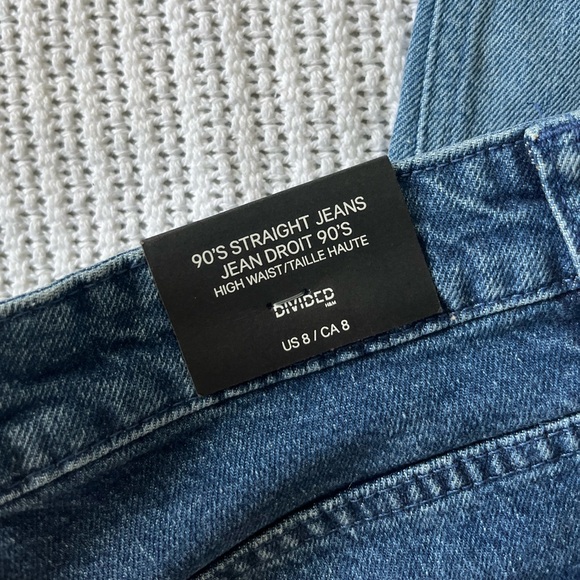 90'S STRAIGHT JEANS
JEAN DROIT 90'S
HIGH WAIST/TAILLE HAUTE
DIVIDED
H&M
US 8 / CA 8